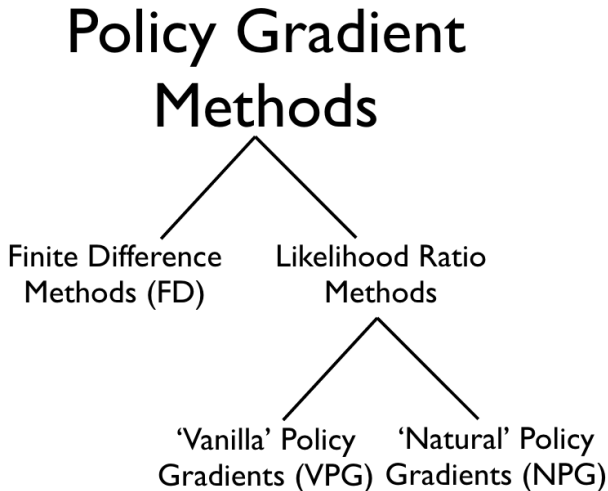 Policy Gradient
Methods
Finite Difference
Methods (FD)
Likelihood Ratio
Methods
‘Vanilla’ Policy
Gradients (VPG)
‘Natural’ Policy
Gradients (NPG)